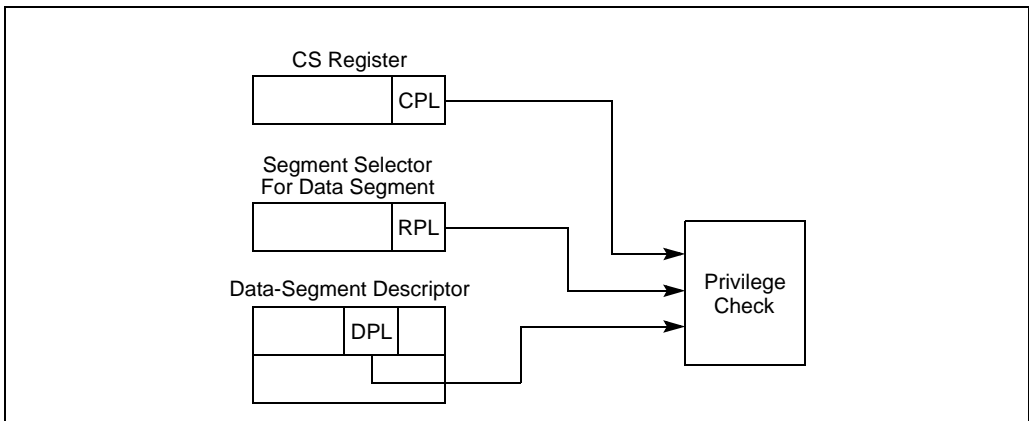 CS Register
CPL
Segment Selector
For Data Segment
RPL
Data-Segment Descriptor
DPL
Privilege
Check